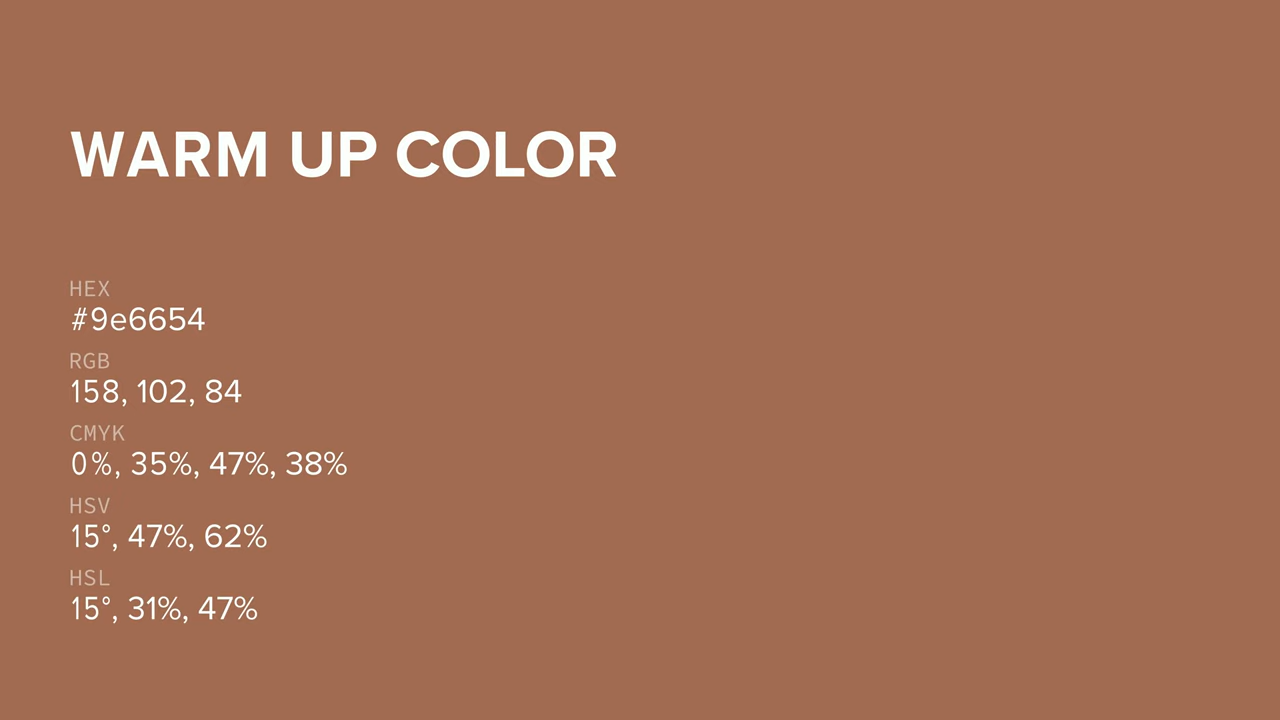 WARM UP COLOR
HEX
#9e6654
RGB
158, 102, 84
CMYK
0%, 35%, 47%, 38%
HSV
15°, 47%, 62%
HSL
15°, 31%, 47%